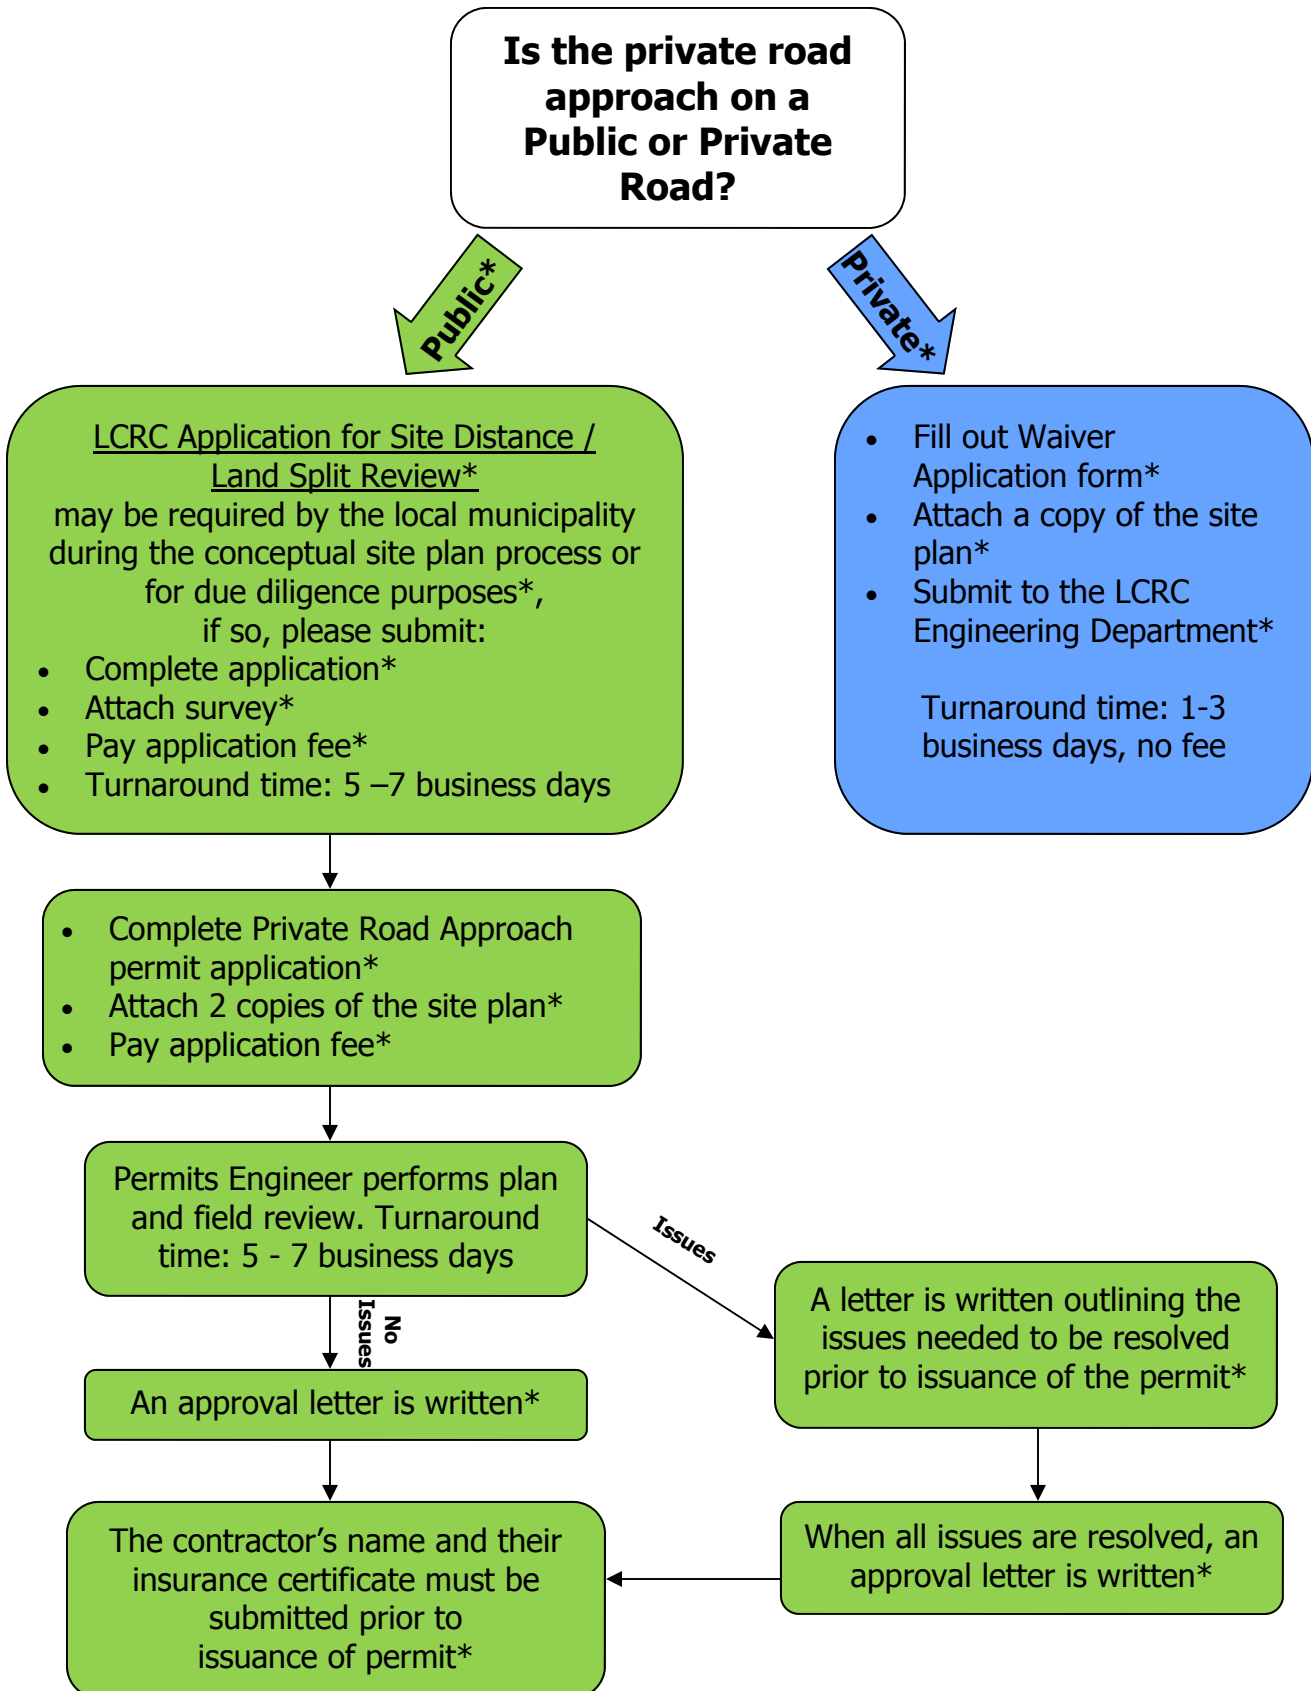 Is the private road
approach on a
Public or Private
Road?
Public*
Private*
LCRC Application for Site Distance /
Land Split Review*
may be required by the local municipality
during the conceptual site plan process or
for due diligence purposes*,
if so, please submit:
• Complete application*
• Attach survey*
• Pay application fee*
• Turnaround time: 5 –7 business days
• Fill out Waiver
Application form*
• Attach a copy of the site
plan*
• Submit to the LCRC
Engineering Department*
Turnaround time: 1-3
business days, no fee
• Complete Private Road Approach
permit application*
• Attach 2 copies of the site plan*
• Pay application fee*
Permits Engineer performs plan
and field review. Turnaround
time: 5 - 7 business days
Issues
No
Issues
A letter is written outlining the
issues needed to be resolved
prior to issuance of the permit*
An approval letter is written*
When all issues are resolved, an
approval letter is written*
The contractor’s name and their
insurance certificate must be
submitted prior to
issuance of permit*